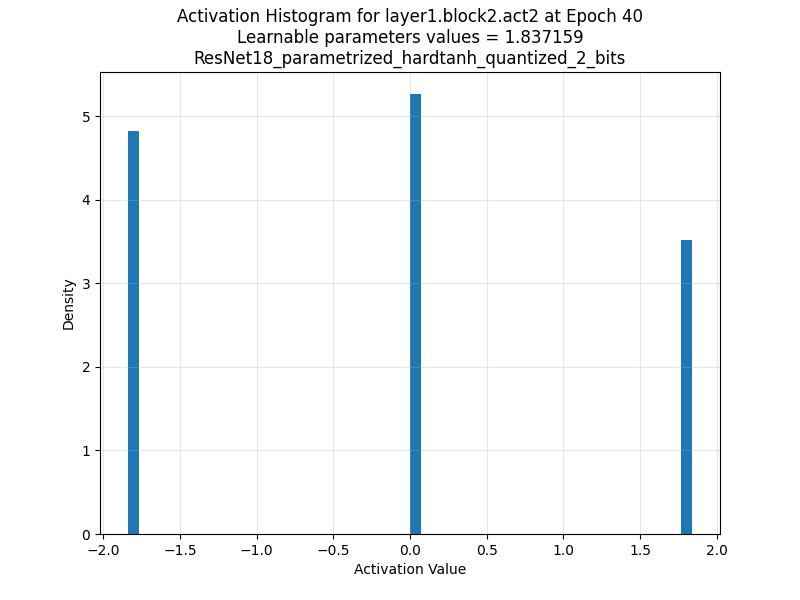 Activation Histogram for layer1.block2.act2 at Epoch 40
Learnable parameters values = 1.837159
ResNet18_parametrized_hardtanh_quantized_2_bits
5
4
3
2
1
0
Density
−2.0 −1.5 −1.0 −0.5 0.0 0.5 1.0 1.5 2.0
Activation Value